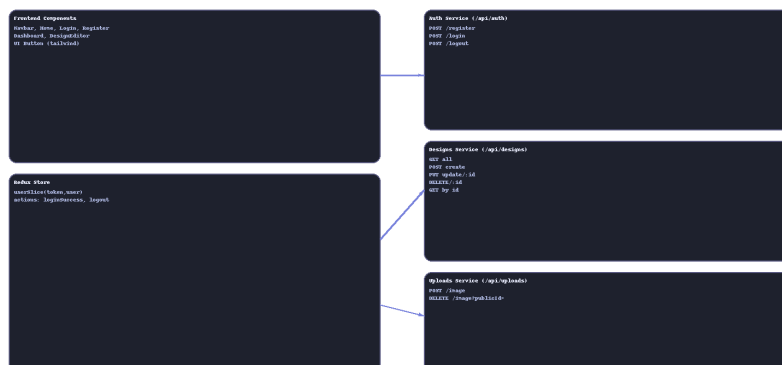 Frontend Components
Navbar, Home, Login, Register
Dashboard, DesignEditor
UI Button (tailwind)
Redux Store
userSlice(token,user)
actions: loginSuccess, logout
Auth Service (/api/auth)
POST /register
POST /login
POST /logout
Designs Service (/api/designs)
GET all
POST create
PUT update/:id
DELETE/:id
GET by id
Uploads Service (/api/uploads)
POST /image
DELETE /image?publicId=